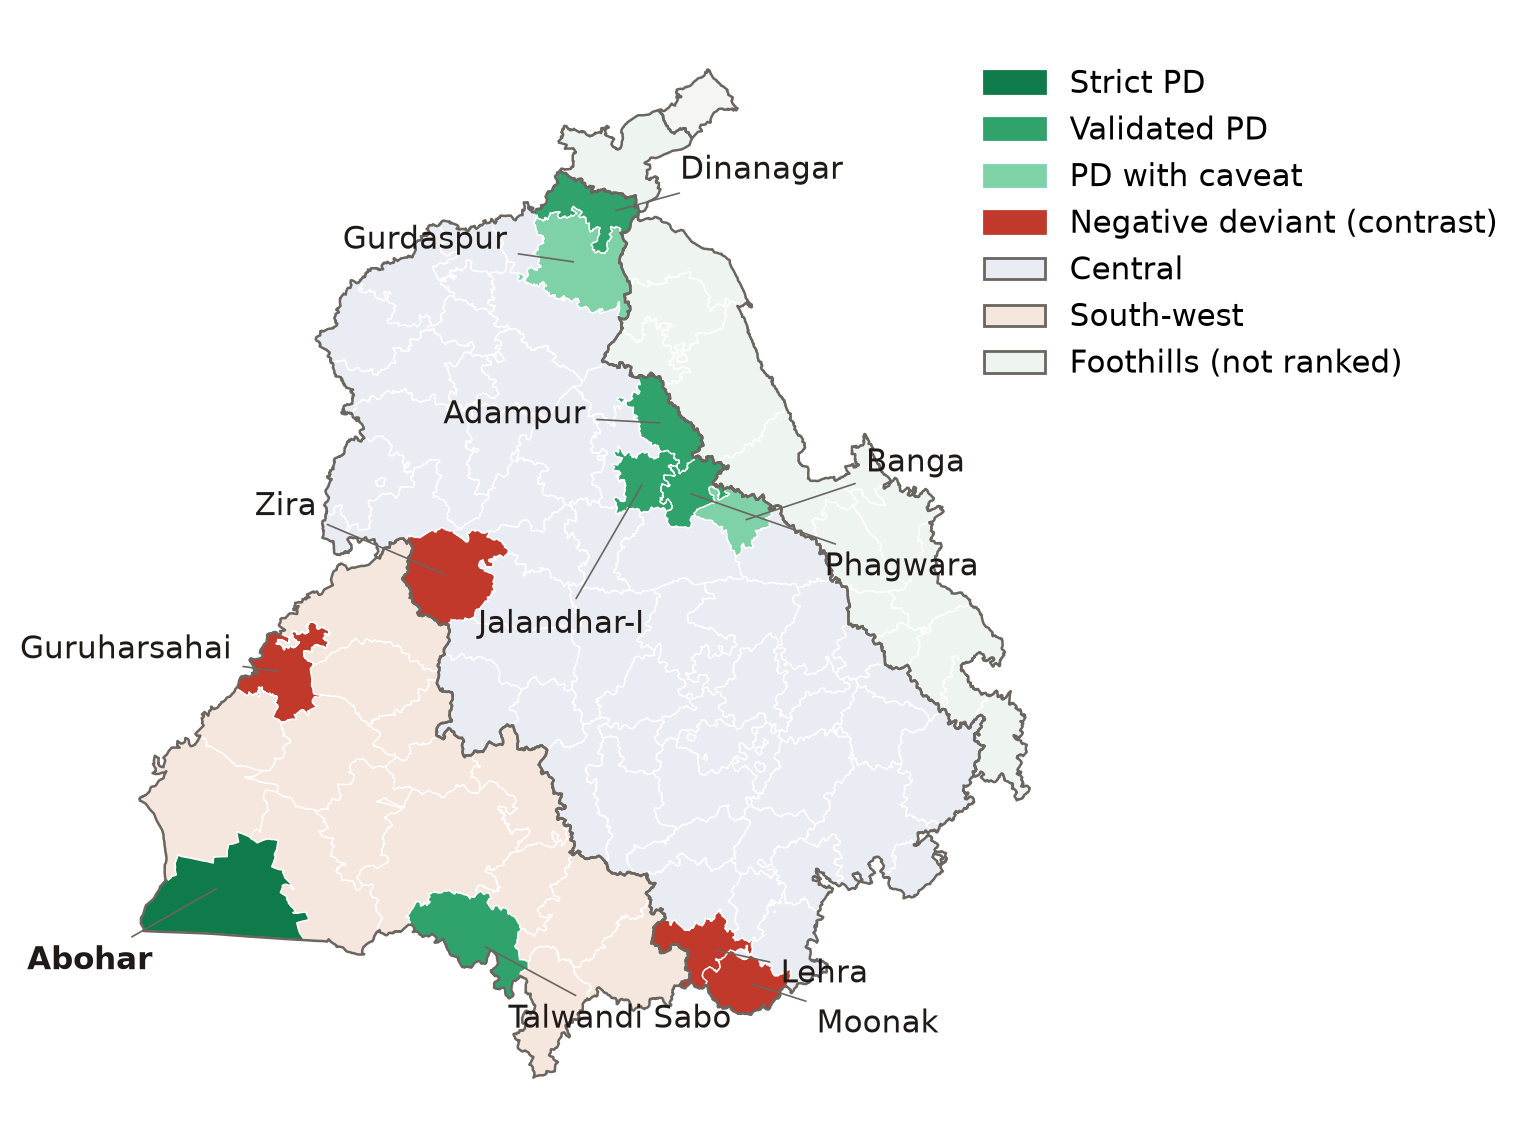 Strict PD
Validated PD
PD with caveat
Negative deviant (contrast)
Central
South-west
Foothills (not ranked)
Dinanagar
Gurdaspur
Adampur
Banga
Zira
Phagwara
Jalandhar-I
Guruharsahai
Abohar
Lehra
Talwandi Sabo
Moonak